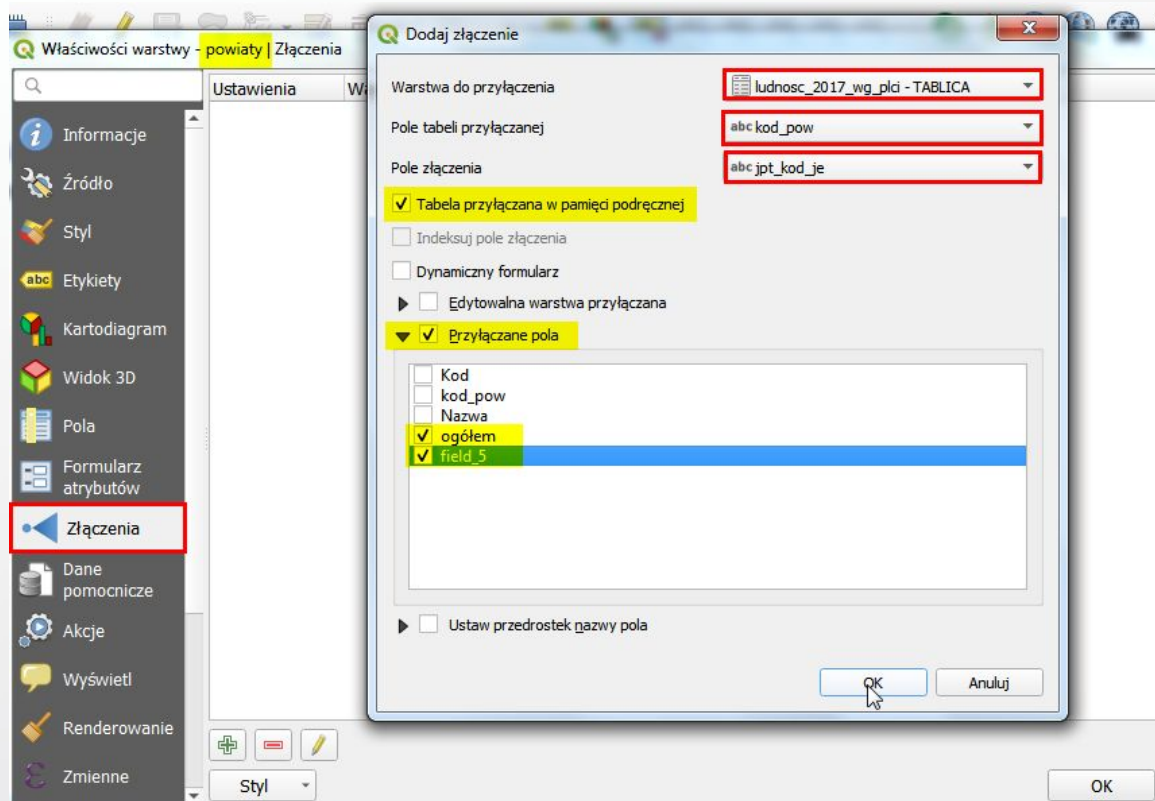 Właściwości warstwy - powiaty | Złączenia
Ustawienia
Informacje
Źródło
Styl
abc Etykiety
Kartodiagram
Widok 3D
Pola
Formularz
atrybutów
Złączenia
Dane
pomocnicze
Akcje
Wyświetl
Renderowanie
Zmienne
Styl
OK
Dodaj złączenie
Warstwa do przyłączenia
ludnosc_2017_wg_plci - TABLICA
Pole tabeli przyłączanej
abc kod_pow
Pole złączenia
abc jpt_kod_je
Tabela przyłączana w pamięci podręcznej
Indeksuj pole złączenia
Dynamiczny formularz
Edytowalna warstwa przyłączana
Przyłączane pola
Kod
kod_pow
Nazwa
ogółem
field_5
Ustaw przedrostek nazwy pola
OK
Anuluj